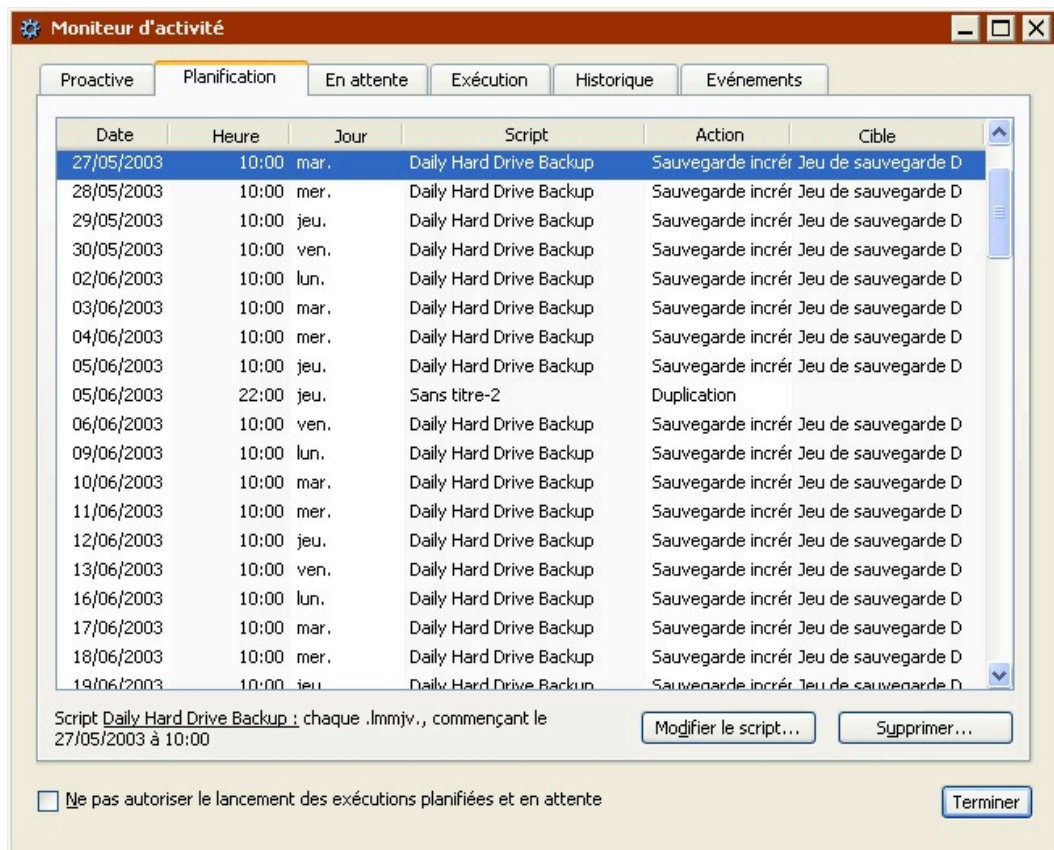 Moniteur d'activité
Proactive Planification En attente Exécution Historique Evénements
Date Heure Jour Script Action Cible
27/05/2003 10:00 mar. Daily Hard Drive Backup Sauvegarde incrér Jeu de sauvegarde D
28/05/2003 10:00 mer. Daily Hard Drive Backup Sauvegarde incrér Jeu de sauvegarde D
29/05/2003 10:00 jeu. Daily Hard Drive Backup Sauvegarde incrér Jeu de sauvegarde D
30/05/2003 10:00 ven. Daily Hard Drive Backup Sauvegarde incrér Jeu de sauvegarde D
02/06/2003 10:00 lun. Daily Hard Drive Backup Sauvegarde incrér Jeu de sauvegarde D
03/06/2003 10:00 mar. Daily Hard Drive Backup Sauvegarde incrér Jeu de sauvegarde D
04/06/2003 10:00 mer. Daily Hard Drive Backup Sauvegarde incrér Jeu de sauvegarde D
05/06/2003 10:00 jeu. Daily Hard Drive Backup Sauvegarde incrér Jeu de sauvegarde D
05/06/2003 22:00 jeu. Sans titre-2 Duplication
06/06/2003 10:00 ven. Daily Hard Drive Backup Sauvegarde incrér Jeu de sauvegarde D
09/06/2003 10:00 lun. Daily Hard Drive Backup Sauvegarde incrér Jeu de sauvegarde D
10/06/2003 10:00 mar. Daily Hard Drive Backup Sauvegarde incrér Jeu de sauvegarde D
11/06/2003 10:00 mer. Daily Hard Drive Backup Sauvegarde incrér Jeu de sauvegarde D
12/06/2003 10:00 jeu. Daily Hard Drive Backup Sauvegarde incrér Jeu de sauvegarde D
13/06/2003 10:00 ven. Daily Hard Drive Backup Sauvegarde incrér Jeu de sauvegarde D
16/06/2003 10:00 lun. Daily Hard Drive Backup Sauvegarde incrér Jeu de sauvegarde D
17/06/2003 10:00 mar. Daily Hard Drive Backup Sauvegarde incrér Jeu de sauvegarde D
18/06/2003 10:00 mer. Daily Hard Drive Backup Sauvegarde incrér Jeu de sauvegarde D
19/06/2003 10:00 jeu. Daily Hard Drive Backup Sauvegarde incrér Jeu de sauvegarde D
Script Daily Hard Drive Backup : chaque .lmmjv., commençant le
27/05/2003 à 10:00
Modifier le script... Supprimer...
Ne pas autoriser le lancement des exécutions planifiées et en attente
Terminer